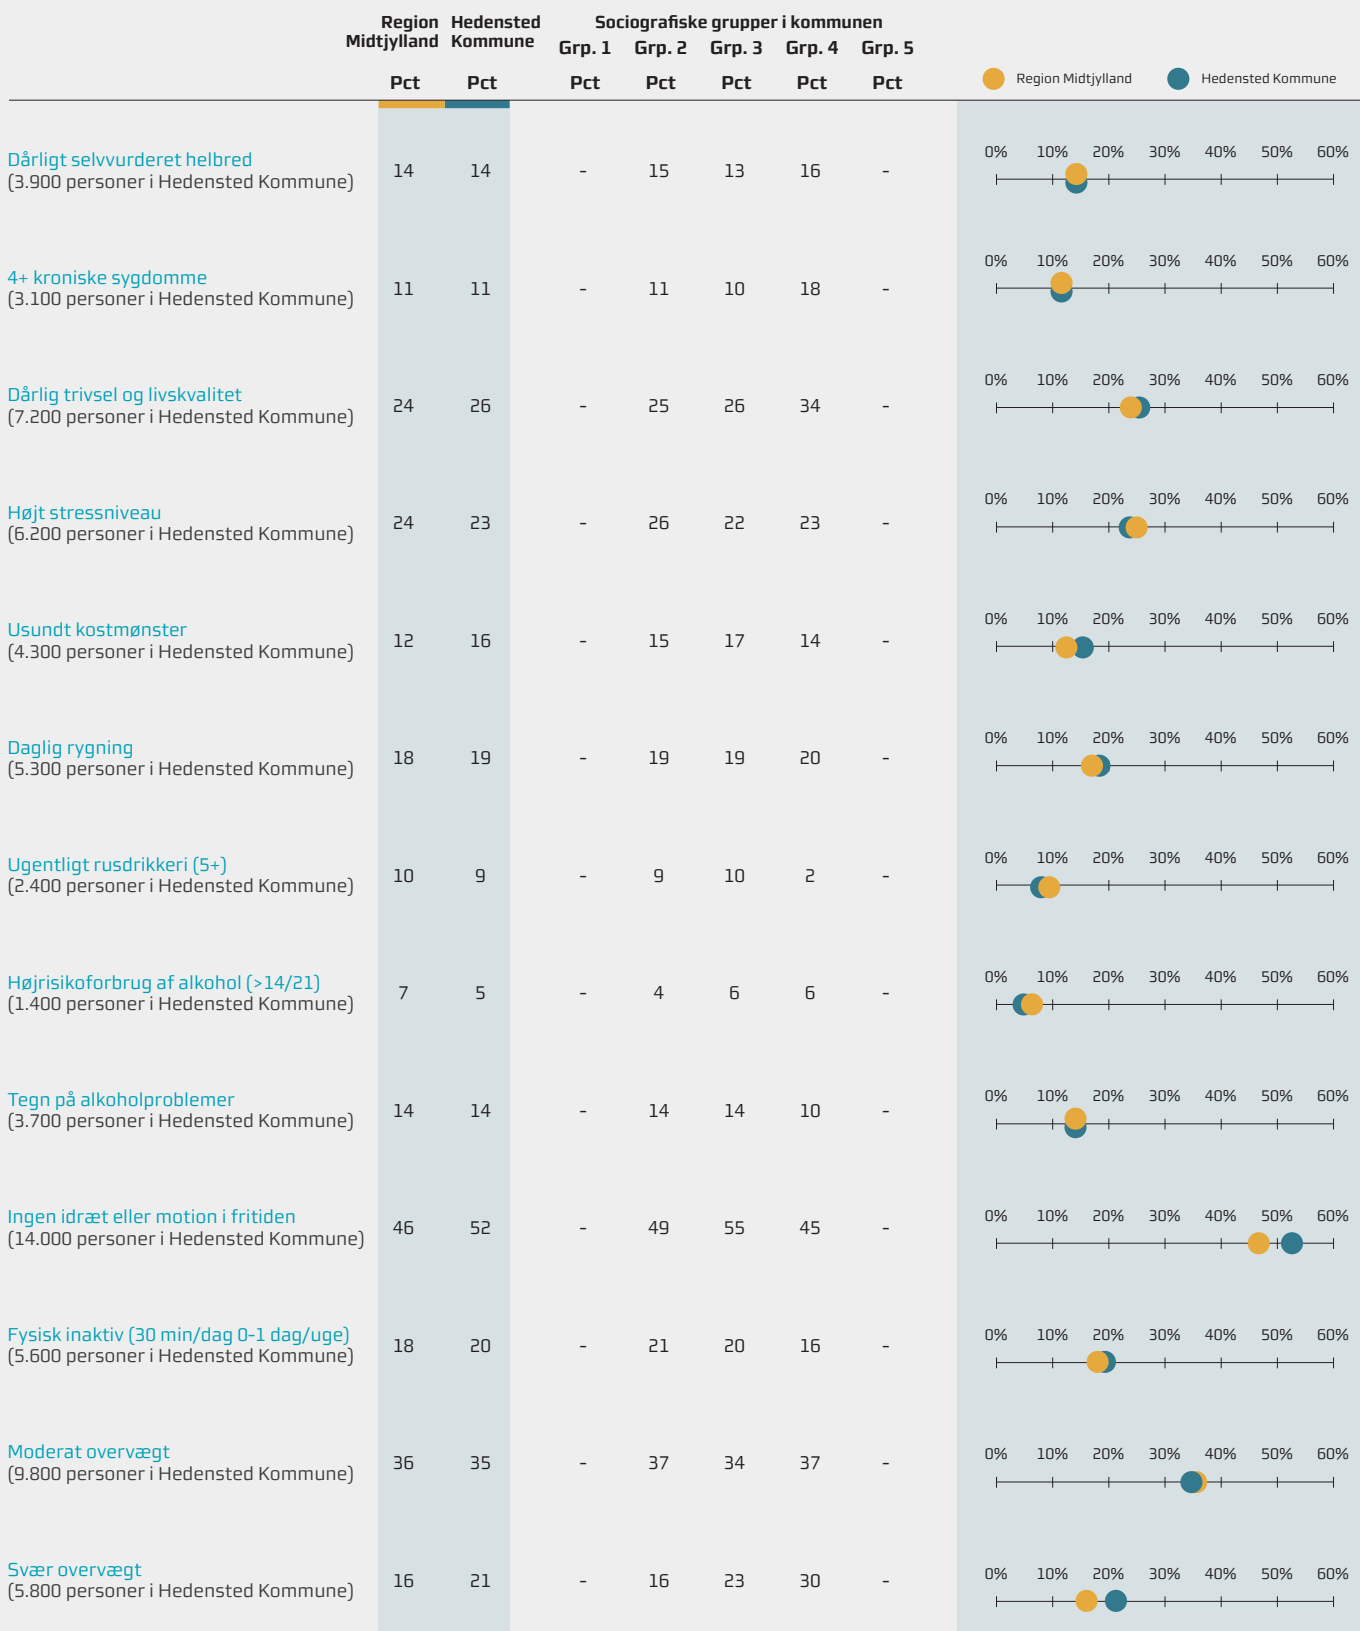 Region Hedensted Sociografiske grupper i kommunen
Midtjylland Kommune Grp. 1 Grp. 2 Grp. 3 Grp. 4 Grp. 5
Pct Pct Pct Pct Pct Pct Pct Region Midtjylland Hedensted Kommune
Dårligt selvvurderet helbred
(3.900 personer i Hedensted Kommune) 14 14 - 15 13 16 -
0% 10% 20% 30% 40% 50% 60%
4+ kroniske sygdomme
(3.100 personer i Hedensted Kommune) 11 11 - 11 10 18 -
0% 10% 20% 30% 40% 50% 60%
Dårlig trivsel og livskvalitet
(7.200 personer i Hedensted Kommune) 24 26 - 25 26 34 -
0% 10% 20% 30% 40% 50% 60%
Højt stressniveau
(6.200 personer i Hedensted Kommune) 24 23 - 26 22 23 -
0% 10% 20% 30% 40% 50% 60%
Usundt kostmønster
(4.300 personer i Hedensted Kommune) 12 16 - 15 17 14 -
0% 10% 20% 30% 40% 50% 60%
Daglig rygning
(5.300 personer i Hedensted Kommune) 18 19 - 19 19 20 -
0% 10% 20% 30% 40% 50% 60%
Ugentligt rusdrikkeri (5+)
(2.400 personer i Hedensted Kommune) 10 9 - 9 10 2 -
0% 10% 20% 30% 40% 50% 60%
Højrisikoforbrug af alkohol (>14/21)
(1.400 personer i Hedensted Kommune) 7 5 - 4 6 6 -
0% 10% 20% 30% 40% 50% 60%
Tegn på alkoholproblemer
(3.700 personer i Hedensted Kommune) 14 14 - 14 14 10 -
0% 10% 20% 30% 40% 50% 60%
Ingen idræt eller motion i fritiden
(14.000 personer i Hedensted Kommune) 46 52 - 49 55 45 -
0% 10% 20% 30% 40% 50% 60%
Fysisk inaktiv (30 min/dag 0-1 dag/uge)
(5.600 personer i Hedensted Kommune) 18 20 - 21 20 16 -
0% 10% 20% 30% 40% 50% 60%
Moderat overvægt
(9.800 personer i Hedensted Kommune) 36 35 - 37 34 37 -
0% 10% 20% 30% 40% 50% 60%
Svær overvægt
(5.800 personer i Hedensted Kommune) 16 21 - 16 23 30 -
0% 10% 20% 30% 40% 50% 60%